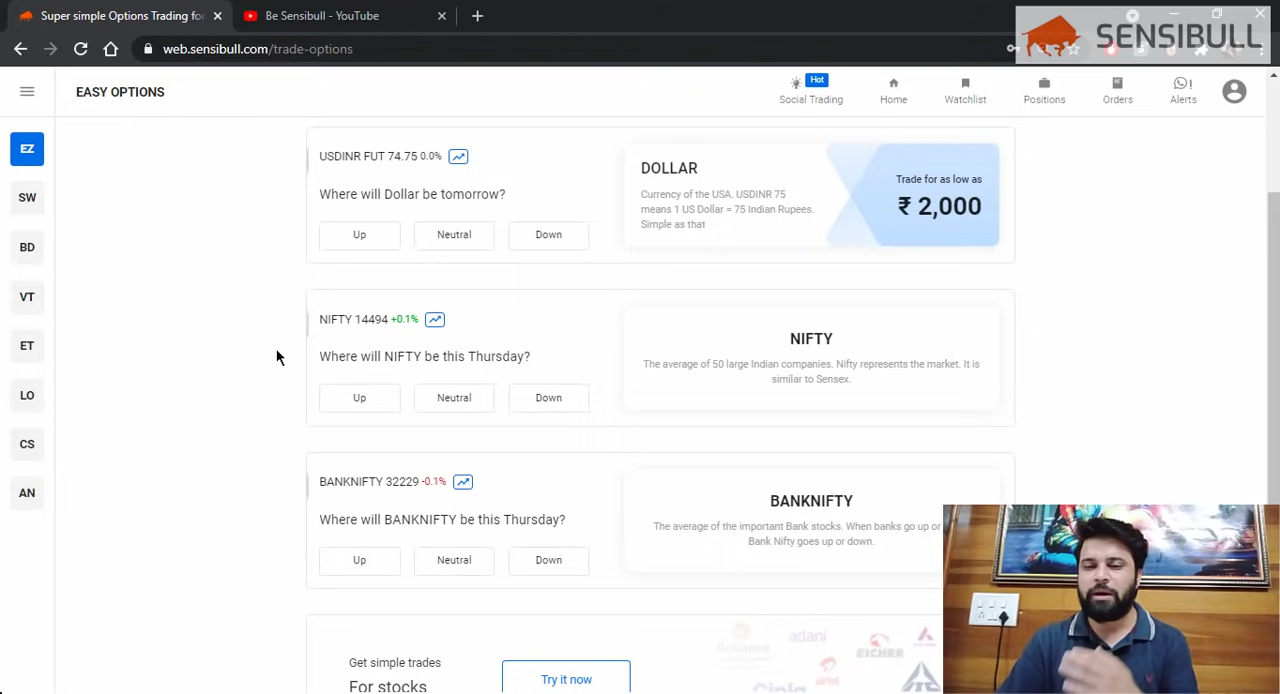 Super simple Options Trading for
Be Sensibull - YouTube
web.sensibull.com/trade-options
SENSIBULL
EASY OPTIONS
Hot
Social Trading
Home
Watchlist
Positions
Orders
Alerts
EZ
SW
BD
VT
ET
LO
CS
AN
USDINR FUT 74.75 0.0%
Where will Dollar be tomorrow?
Up
Neutral
Down
DOLLAR
Currency of the USA. USDINR 75
means 1 US Dollar = 75 Indian Rupees.
Simple as that
Trade for as low as
₹ 2,000
NIFTY 14494 +0.1%
Where will NIFTY be this Thursday?
Up
Neutral
Down
NIFTY
The average of 50 large Indian companies. Nifty represents the market. It is
similar to Sensex.
BANKNIFTY 32229 -0.1%
Where will BANKNIFTY be this Thursday?
Up
Neutral
Down
BANKNIFTY
The average of the important Bank stocks. When banks go up or
Bank Nifty goes up or down.
Get simple trades
For stocks
Try it now
Reliance
adani
EICHER
airtel
Cipla
ITC